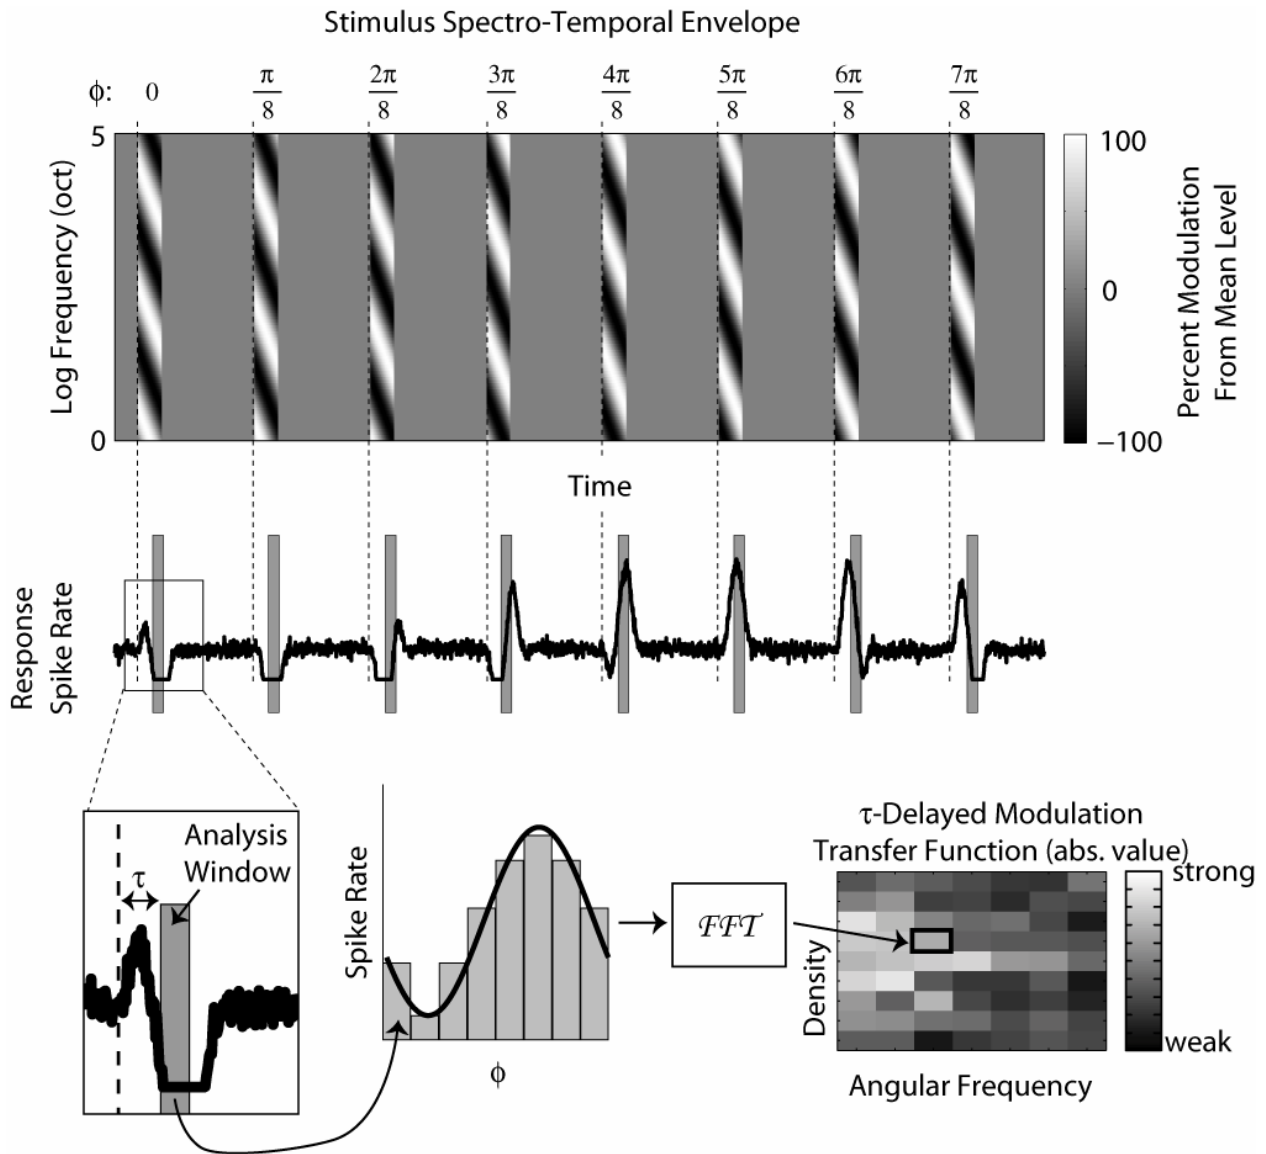 Stimulus Spectro-Temporal Envelope
ϕ: 0 π/8 2π/8 3π/8 4π/8 5π/8 6π/8 7π/8
5
Log Frequency (oct)
0
100
0
−100
Percent Modulation
From Mean Level
Time
Response
Spike Rate
Analysis
Window
τ
Spike Rate
ϕ
FFT
τ-Delayed Modulation
Transfer Function (abs. value)
strong
weak
Density
Angular Frequency